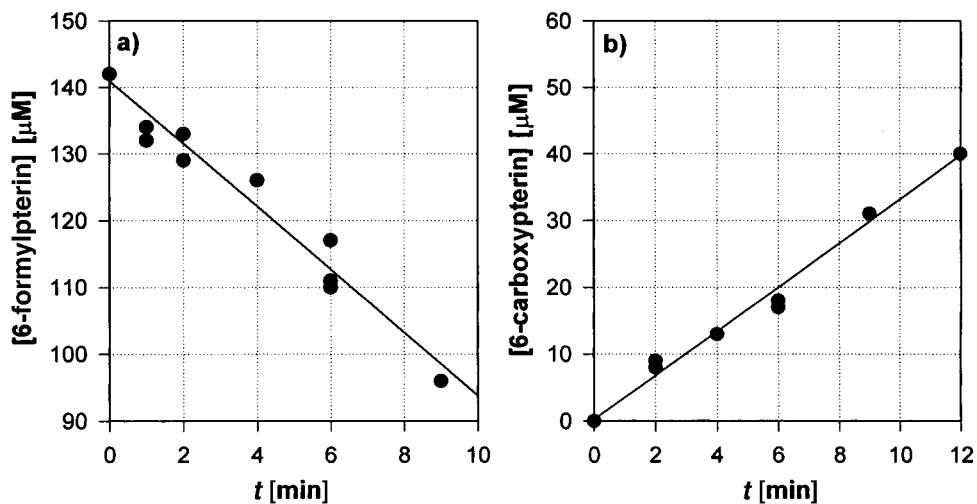 a)
[6-formylpterin] [μM]
150
140
130
120
110
100
90
0 2 4 6 8 10
t [min]
b)
[6-carboxypterin] [μM]
60
50
40
30
20
10
0
0 2 4 6 8 10 12
t [min]